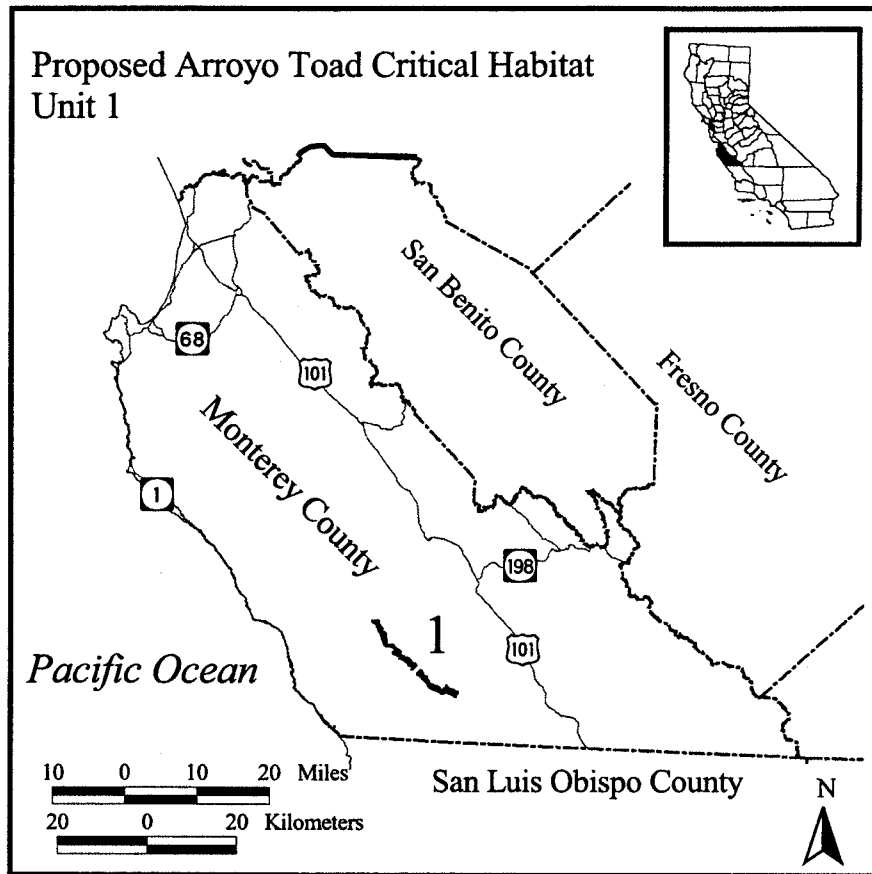 Proposed Arroyo Toad Critical Habitat
Unit 1
San Benito County
Fresno County
68
101
Monterey County
1
198
1
101
Pacific Ocean
10 0 10 20 Miles
20 0 20 Kilometers
San Luis Obispo County
N